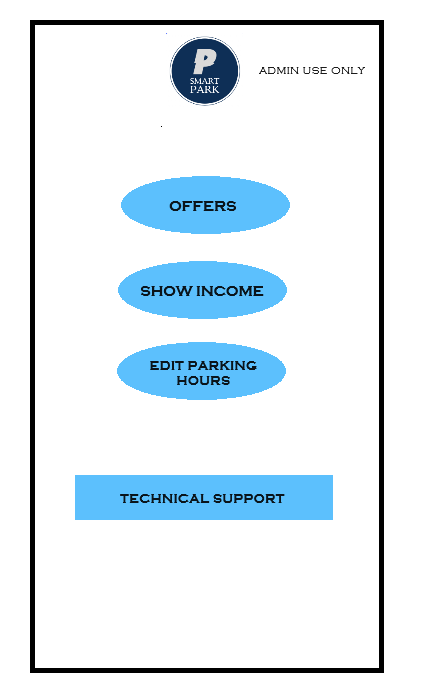 P
SMART
PARK
ADMIN USE ONLY
OFFERS
SHOW INCOME
EDIT PARKING
HOURS
TECHNICAL SUPPORT